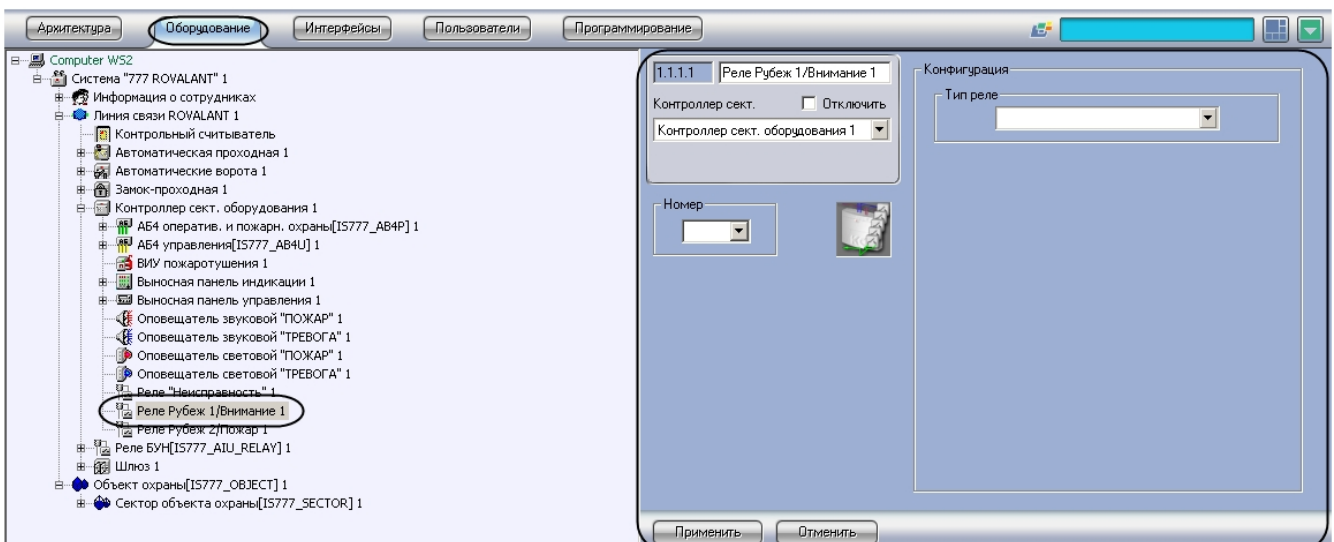 Архитектура Оборудование Интерфейсы Пользователи Программирование
Computer WS2
Система "777 ROVALANT" 1
Информация о сотрудниках
Линия связи ROVALANT 1
Контрольный считыватель
Автоматическая проходная 1
Автоматические ворота 1
Замок-проходная 1
Контроллер сект. оборудования 1
АБ4 оператив. и пожарн. охраны[IS777_AB4P] 1
АБ4 управления[IS777_AB4U] 1
ВИУ пожаротушения 1
Выносная панель индикации 1
Выносная панель управления 1
Оповещатель звуковой "ПОЖАР" 1
Оповещатель звуковой "ТРЕВОГА" 1
Оповещатель световой "ПОЖАР" 1
Оповещатель световой "ТРЕВОГА" 1
Реле "Неисправность" 1
Реле Рубеж 1/Внимание 1
Реле Рубеж 2/Пожар 1
Реле БУН[IS777_AIU_RELAY] 1
Шлюз 1
Объект охраны[IS777_OBJECT] 1
Сектор объекта охраны[IS777_SECTOR] 1
1.1.1.1 Реле Рубеж 1/Внимание 1
Контроллер сект. Отключить
Контроллер сект. оборудования 1
Номер
Конфигурация
Тип реле
Применить Отменить